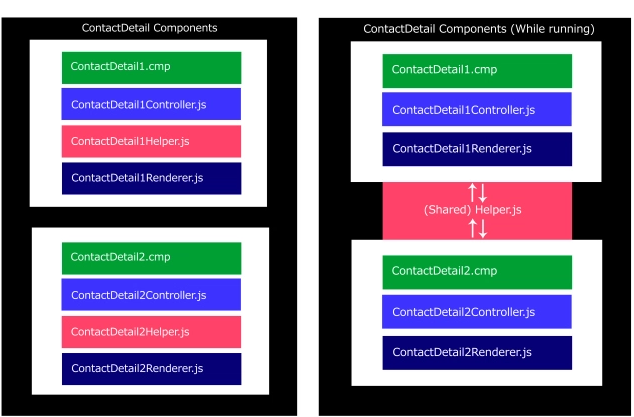 ContactDetail Components
ContactDetail1.cmp
ContactDetail1Controller.js
ContactDetail1Helper.js
ContactDetail1Renderer.js
ContactDetail2.cmp
ContactDetail2Controller.js
ContactDetail2Helper.js
ContactDetail2Renderer.js
ContactDetail Components (While running)
ContactDetail1.cmp
ContactDetail1Controller.js
ContactDetail1Renderer.js
(Shared) Helper.js
ContactDetail2.cmp
ContactDetail2Controller.js
ContactDetail2Renderer.js